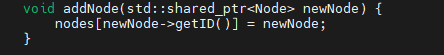 void addNode(std::shared_ptr<Node> newNode) {
nodes[newNode->getID()] = newNode;
}